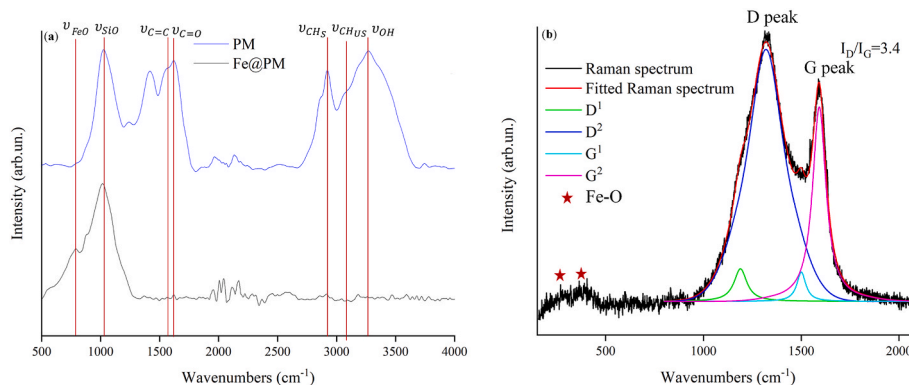 (a)
υFeO υSiO υC=C υC=O υCHS υCHUS υOH
PM
Fe@PM
Intensity (arb.un.)
500 1000 1500 2000 2500 3000 3500 4000
Wavenumbers (cm⁻¹)
(b)
D peak
I_D/I_G=3.4
G peak
Raman spectrum
Fitted Raman spectrum
D¹
D²
G¹
G²
Fe-O
Intensity (arb.un.)
500 1000 1500 2000
Wavenumbers (cm⁻¹)